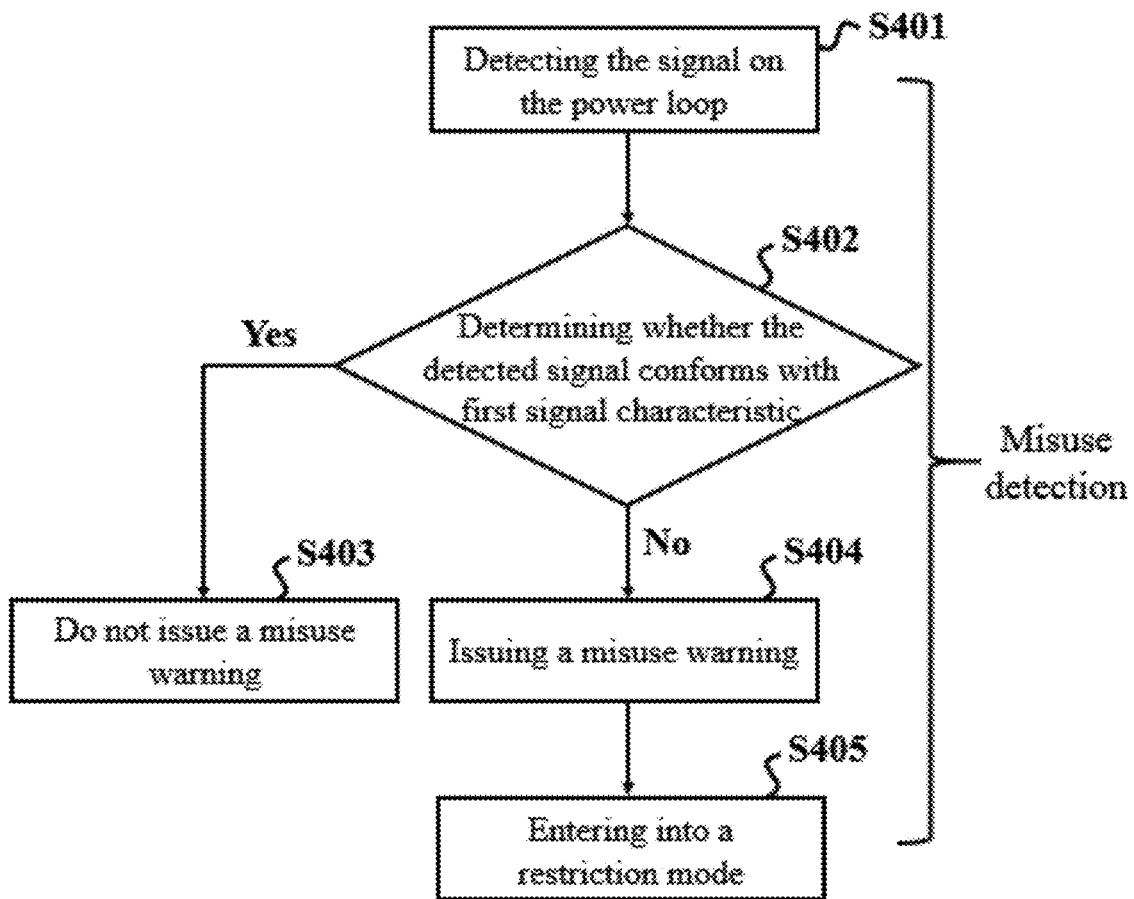 S401
Detecting the signal on
the power loop
S402
Determining whether the
detected signal conforms with
first signal characteristic
Yes
No
Misuse
detection
S403
Do not issue a misuse
warning
S404
Issuing a misuse warning
S405
Entering into a
restriction mode